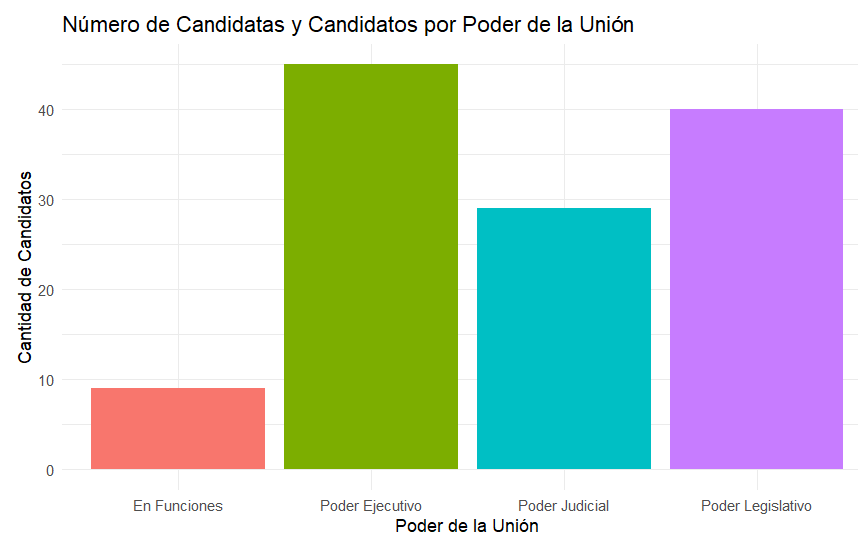 Número de Candidatas y Candidatos por Poder de la Unión
Cantidad de Candidatos
40
30
20
10
0
En Funciones
Poder Ejecutivo
Poder Judicial
Poder Legislativo
Poder de la Unión